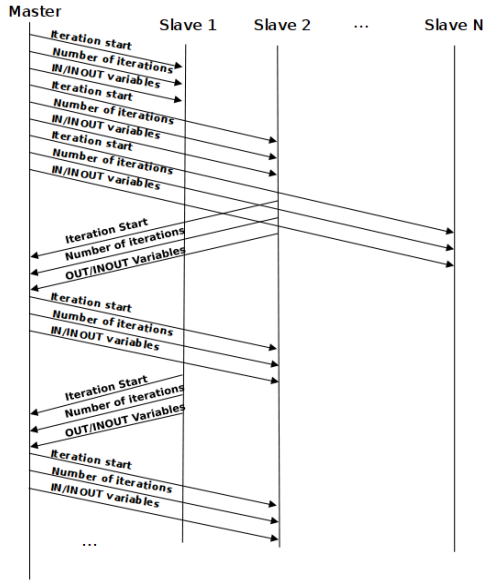 Master
Slave 1
Slave 2
...
Slave N
Iteration start
Number of iterations
IN/INOUT variables
Iteration start
Number of iterations
IN/INOUT variables
Iteration start
Number of iterations
IN/INOUT variables
Iteration Start
Number of iterations
OUT/INOUT Variables
Iteration start
Number of iterations
IN/INOUT variables
Iteration Start
Number of iterations
OUT/INOUT Variables
Iteration start
Number of iterations
IN/INOUT variables
...